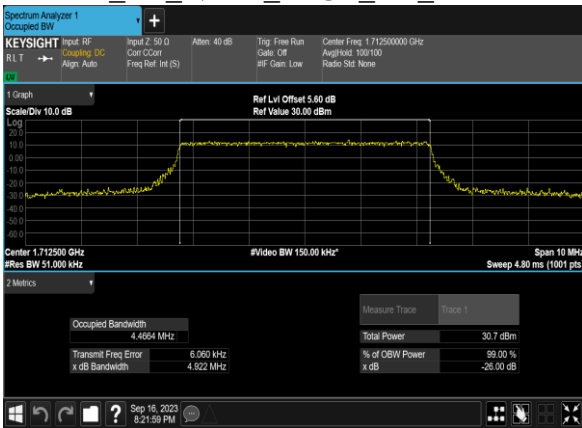 Spectrum Analyzer 1
Occupied BW
+
KEYSIGHT Input: RF Input Z: 50 Ω Atten: 40 dB Trig: Free Run Center Freq: 1.712500000 GHz
R L T Coupling: DC Corr CCorr Gate: Off Avg|Hold: 100/100
Align: Auto Freq Ref: Int (S) #IF Gain: Low Radio Std: None
LW
1 Graph
Ref Lvl Offset 5.60 dB
Scale/Div 10.0 dB Ref Value 30.00 dBm
Log
20.0
10.0
0.00
-10.0
-20.0
-30.0
-40.0
-50.0
-60.0
Center 1.712500 GHz #Video BW 150.00 kHz* Span 10 MHz
#Res BW 51.000 kHz Sweep 4.80 ms (1001 pts)
2 Metrics
Measure Trace Trace 1
Occupied Bandwidth
4.4664 MHz Total Power 30.7 dBm
Transmit Freq Error 6.060 kHz % of OBW Power 99.00 %
x dB Bandwidth 4.922 MHz x dB -26.00 dB
? Sep 16, 2023
8:21:59 PM